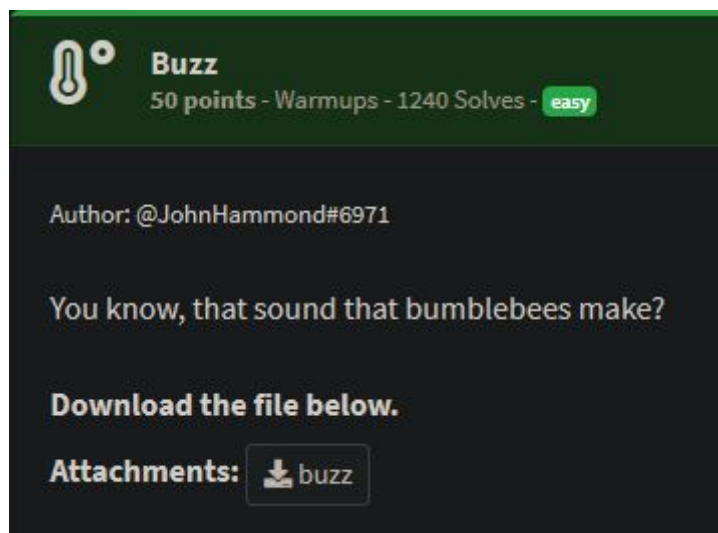 Buzz
50 points - Warmups - 1240 Solves - easy
Author: @JohnHammond#6971
You know, that sound that bumblebees make?
Download the file below.
Attachments: buzz